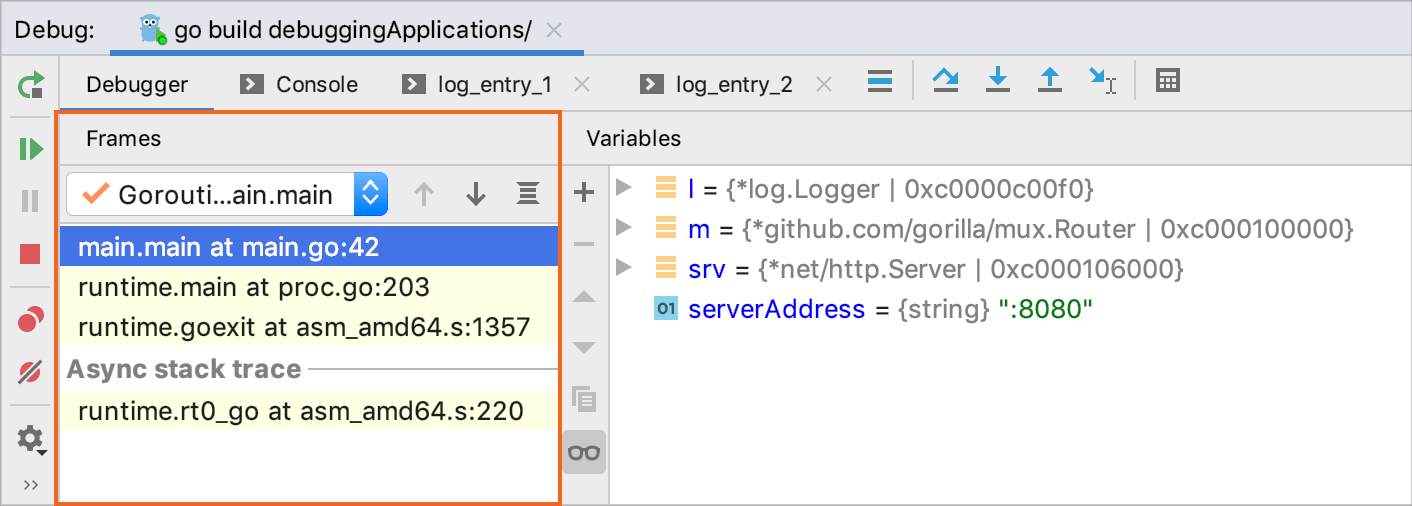 Debug: go build debuggingApplications/
Debugger Console log_entry_1 log_entry_2
Frames
Gorouti...ain.main
main.main at main.go:42
runtime.main at proc.go:203
runtime.goexit at asm_amd64.s:1357
Async stack trace
runtime.rt0_go at asm_amd64.s:220
Variables
l = {*log.Logger | 0xc0000c00f0}
m = {*github.com/gorilla/mux.Router | 0xc000100000}
srv = {*net/http.Server | 0xc000106000}
01 serverAddress = {string} ":8080"